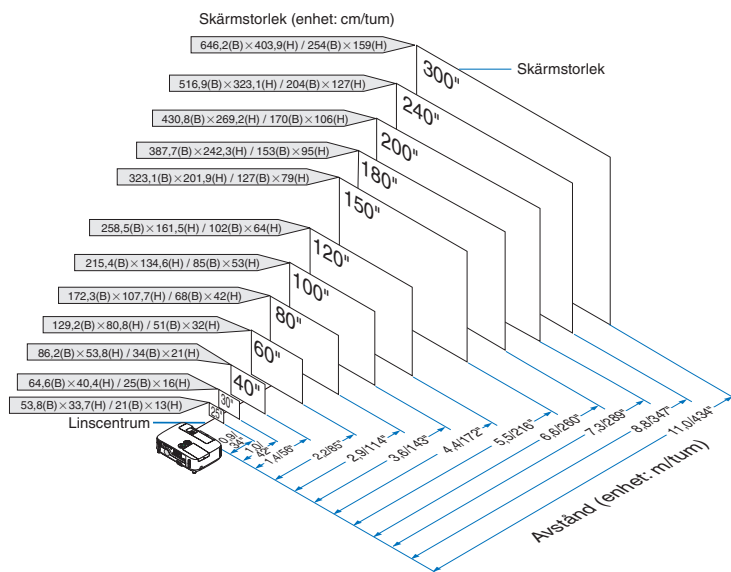 Skärmstorlek (enhet: cm/tum)
646,2(B)×403,9(H) / 254(B)×159(H)
300"
Skärmstorlek
516,9(B)×323,1(H) / 204(B)×127(H)
240"
430,8(B)×269,2(H) / 170(B)×106(H)
200"
387,7(B)×242,3(H) / 153(B)×95(H)
180"
323,1(B)×201,9(H) / 127(B)×79(H)
150"
258,5(B)×161,5(H) / 102(B)×64(H)
120"
215,4(B)×134,6(H) / 85(B)×53(H)
100"
172,3(B)×107,7(H) / 68(B)×42(H)
80"
129,2(B)×80,8(H) / 51(B)×32(H)
60"
86,2(B)×53,8(H) / 34(B)×21(H)
40"
64,6(B)×40,4(H) / 25(B)×16(H)
30"
53,8(B)×33,7(H) / 21(B)×13(H)
25"
Linscentrum
0,9/
34"
1,0/
42"
1,4/56"
2,2/85"
2,9/114"
3,6/143"
4,4/172"
5,5/216"
6,6/260"
7,3/289"
8,8/347"
11,0/434"
Avstånd (enhet: m/tum)